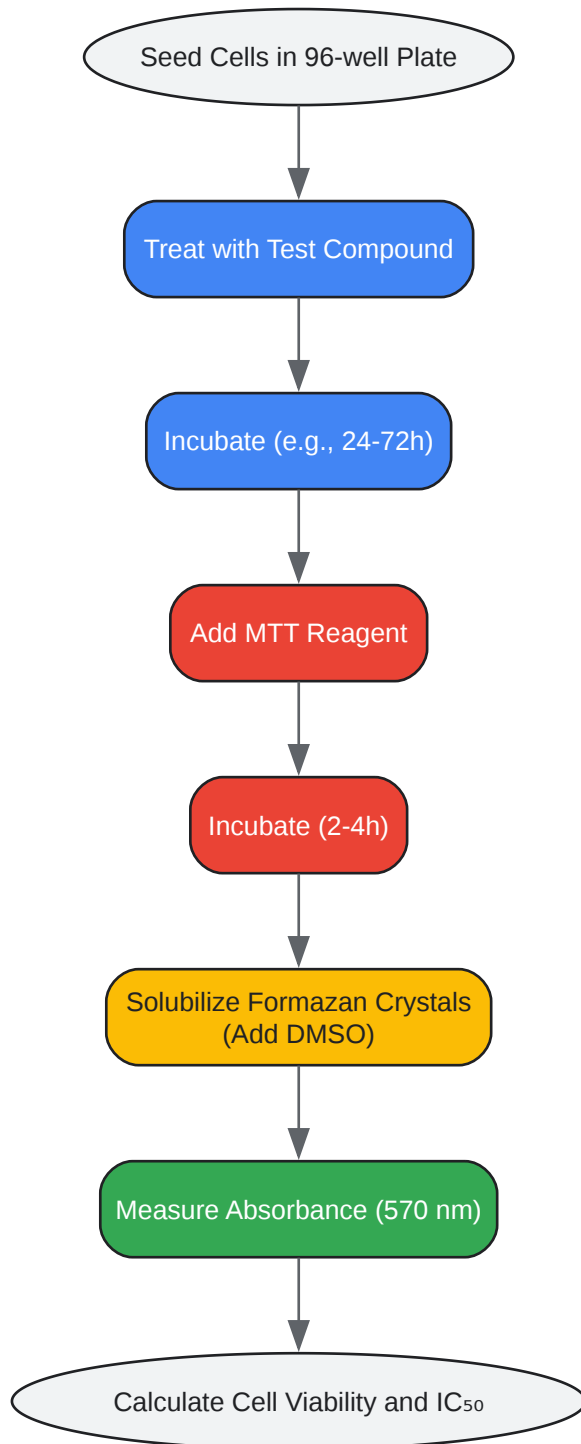 Seed Cells in 96-well Plate
Treat with Test Compound
Incubate (e.g., 24-72h)
Add MTT Reagent
Incubate (2-4h)
Solubilize Formazan Crystals
(Add DMSO)
Measure Absorbance (570 nm)
Calculate Cell Viability and IC₅₀